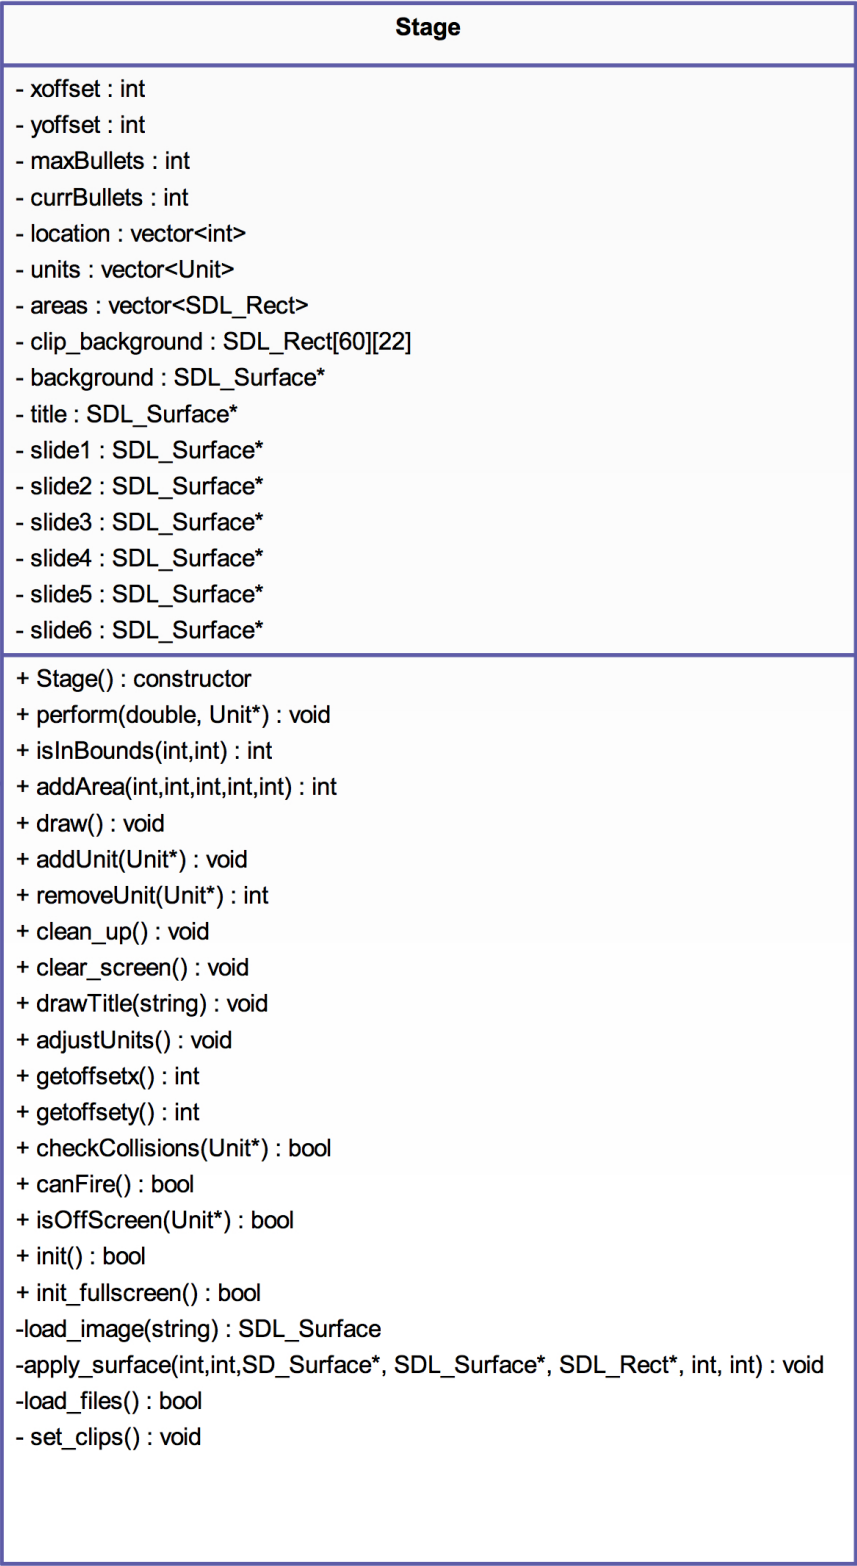 Stage
- xoffset : int
- yoffset : int
- maxBullets : int
- currBullets : int
- location : vector<int>
- units : vector<Unit>
- areas : vector<SDL_Rect>
- clip_background : SDL_Rect[60][22]
- background : SDL_Surface*
- title : SDL_Surface*
- slide1 : SDL_Surface*
- slide2 : SDL_Surface*
- slide3 : SDL_Surface*
- slide4 : SDL_Surface*
- slide5 : SDL_Surface*
- slide6 : SDL_Surface*
+ Stage() : constructor
+ perform(double, Unit*) : void
+ isInBounds(int,int) : int
+ addArea(int,int,int,int,int) : int
+ draw() : void
+ addUnit(Unit*) : void
+ removeUnit(Unit*) : int
+ clean_up() : void
+ clear_screen() : void
+ drawTitle(string) : void
+ adjustUnits() : void
+ getoffsetx() : int
+ getoffsety() : int
+ checkCollisions(Unit*) : bool
+ canFire() : bool
+ isOffScreen(Unit*) : bool
+ init() : bool
+ init_fullscreen() : bool
-load_image(string) : SDL_Surface
-apply_surface(int,int,SD_Surface*, SDL_Surface*, SDL_Rect*, int, int) : void
-load_files() : bool
- set_clips() : void